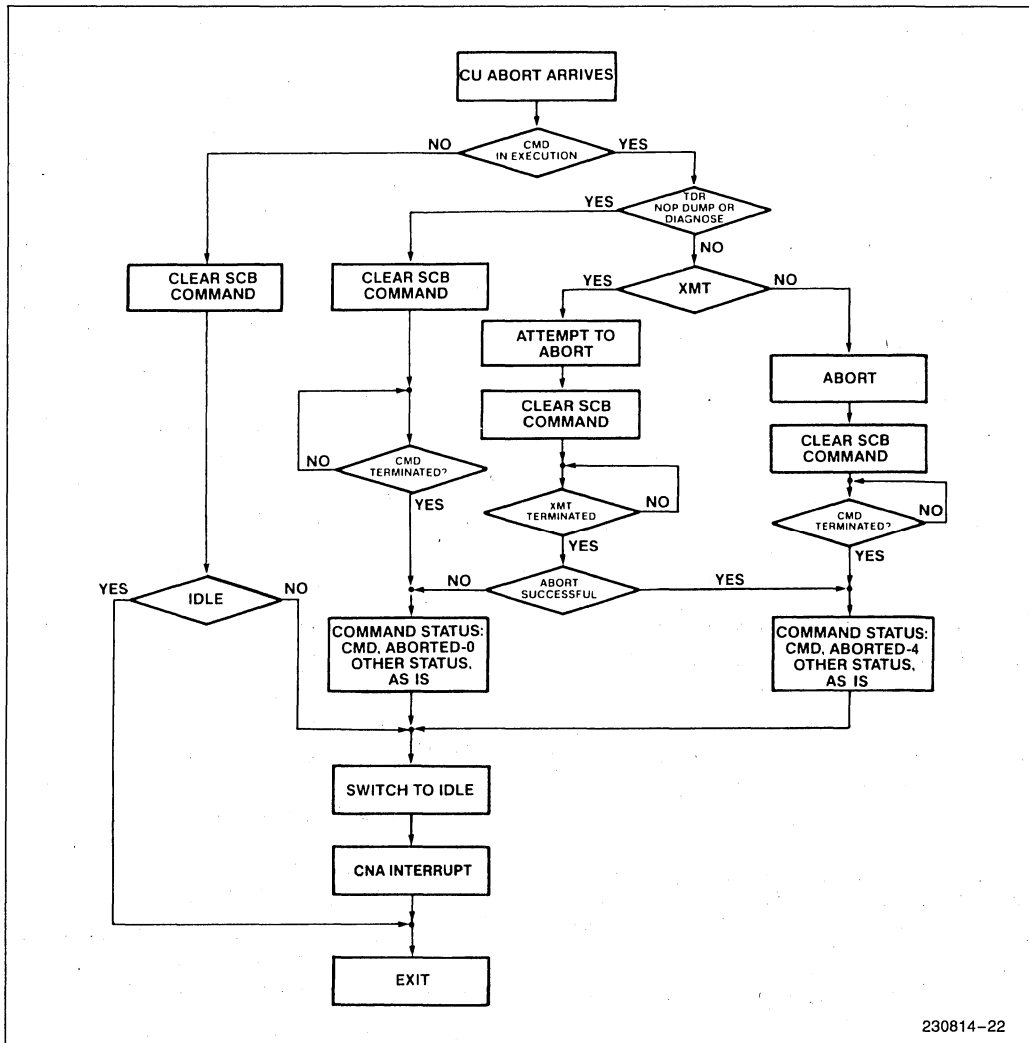 CU ABORT ARRIVES
NO
CMD
IN EXECUTION
YES
YES
TDR
NOP DUMP OR
DIAGNOSE
NO
CLEAR SCB
COMMAND
CLEAR SCB
COMMAND
YES
XMT
NO
ATTEMPT TO
ABORT
ABORT
CLEAR SCB
COMMAND
CLEAR SCB
COMMAND
NO
CMD
TERMINATED?
YES
XMT
TERMINATED
NO
YES
CMD
TERMINATED?
NO
YES
YES
IDLE
NO
NO
ABORT
SUCCESSFUL
YES
COMMAND STATUS:
CMD, ABORTED-0
OTHER STATUS,
AS IS
COMMAND STATUS:
CMD, ABORTED-4
OTHER STATUS,
AS IS
SWITCH TO IDLE
CNA INTERRUPT
EXIT
230814-22